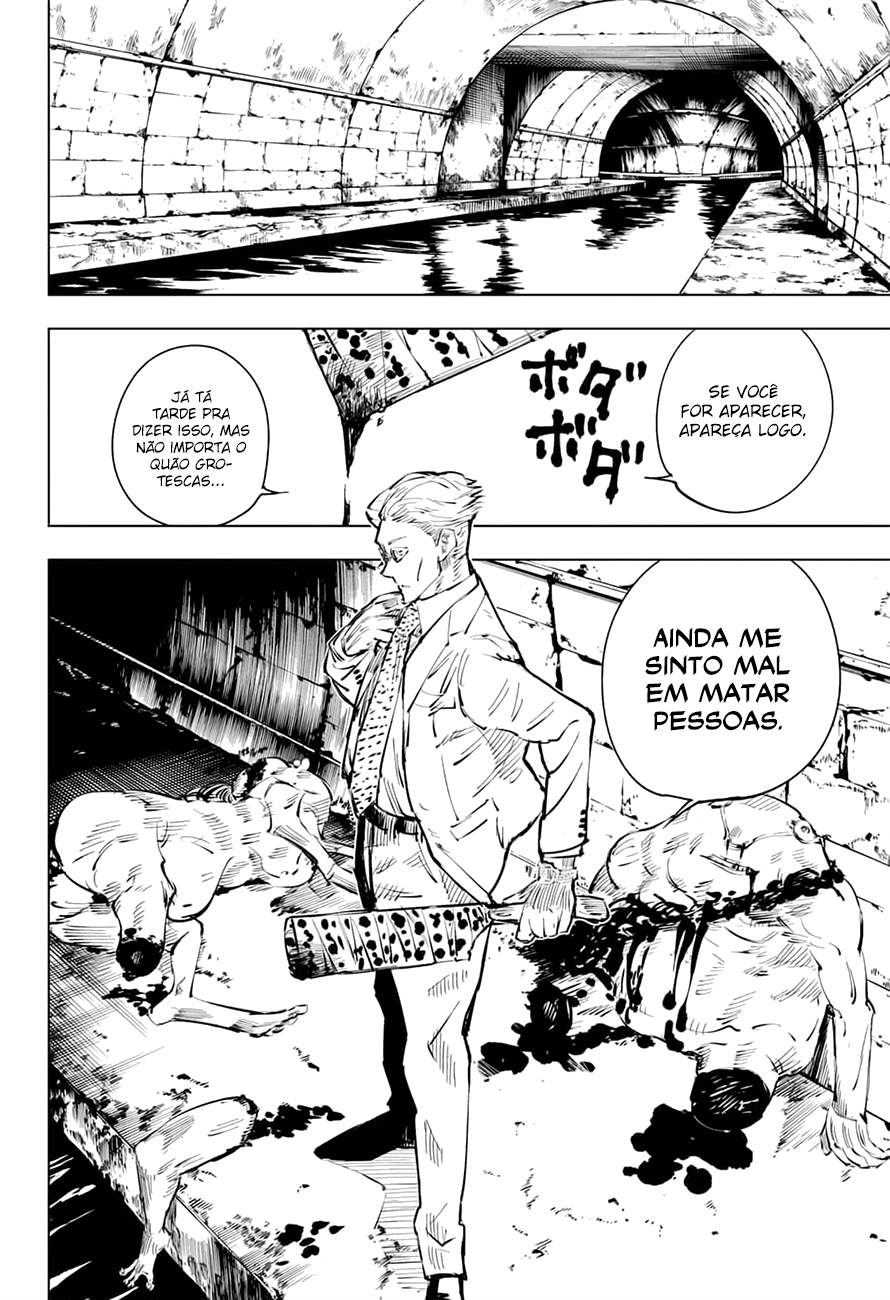 SE VOCÊ
FOR APARECER,
APAREÇA LOGO.
ボダ
ボダ
JÁ TÁ
TARDE PRA
DIZER ISSO, MAS
NÃO IMPORTA O
QUÃO GRO-
TESCAS...
AINDA ME
SINTO MAL
EM MATAR
PESSOAS.